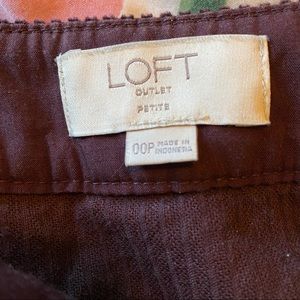 LOFT
OUTLET
PETITE
00P MADE IN
INDONESIA